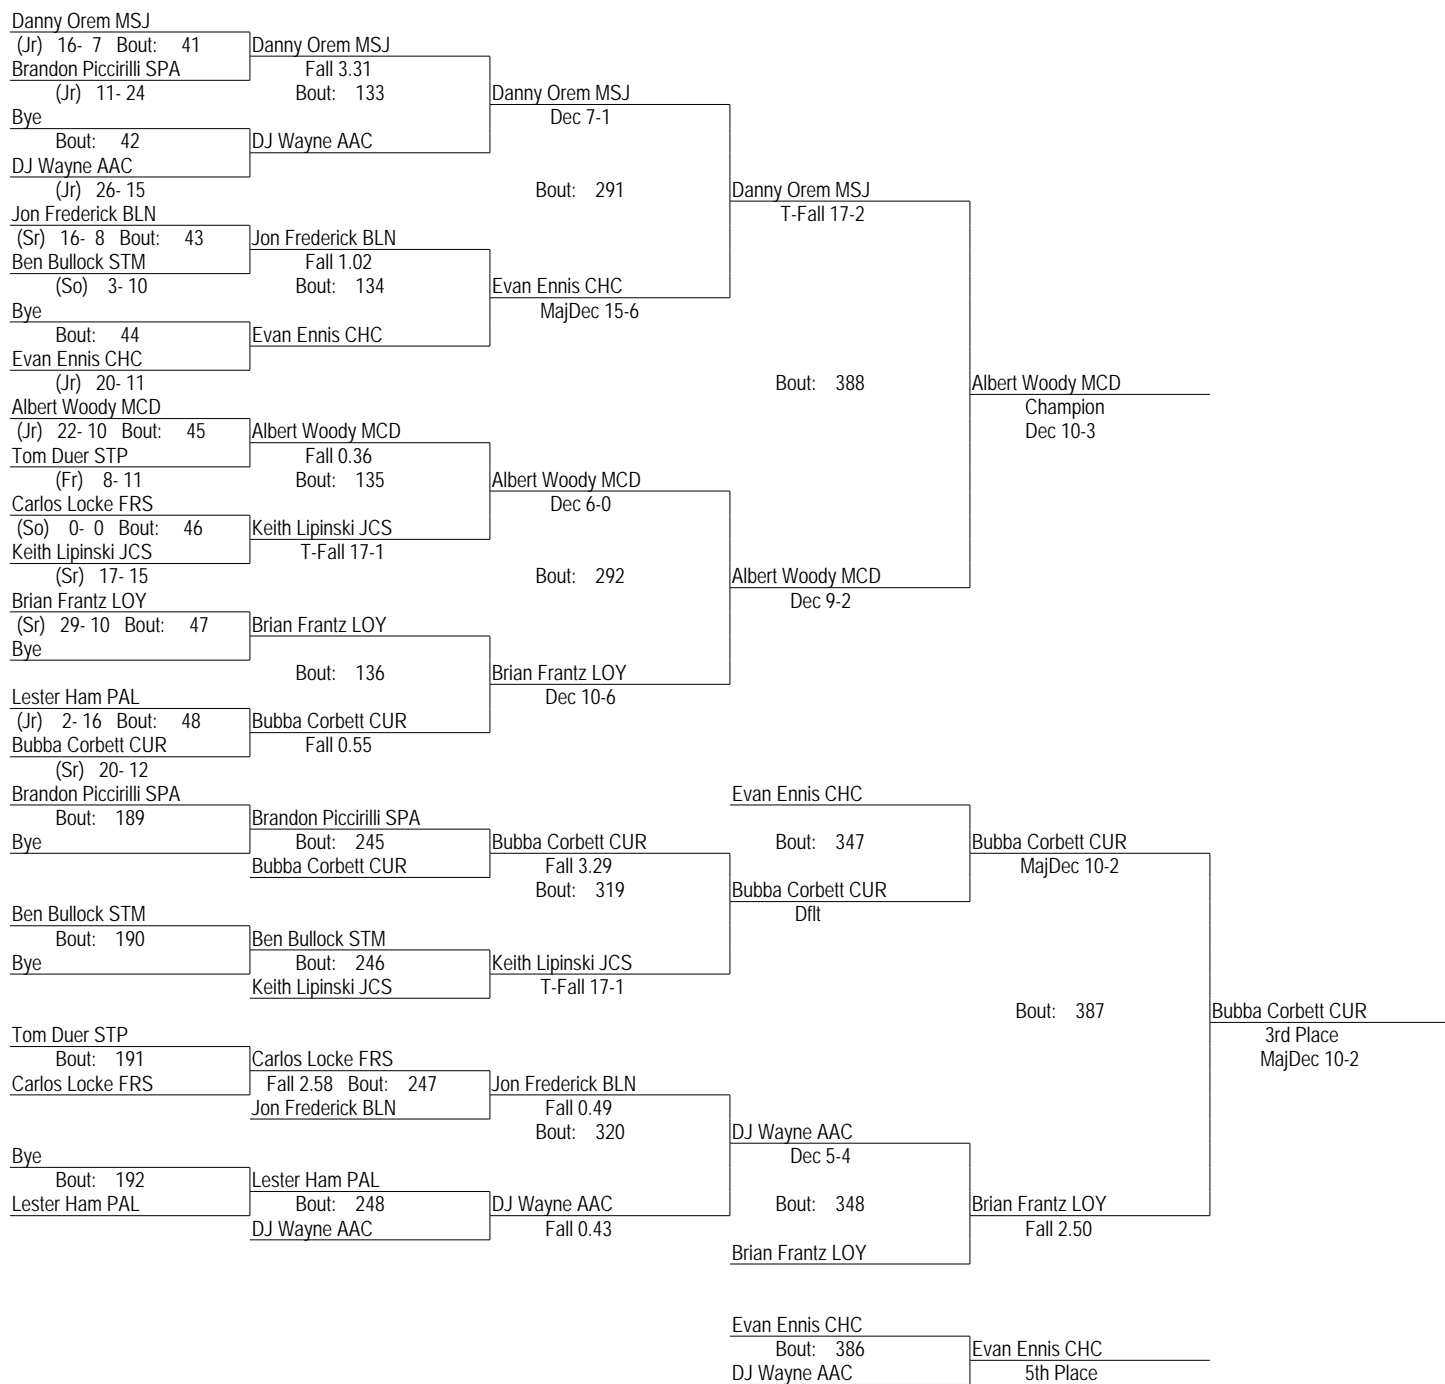 Danny Orem MSJ
(Jr) 16- 7 Bout: 41 Danny Orem MSJ
Brandon Piccirilli SPA Fall 3.31
(Jr) 11- 24 Bout: 133 Danny Orem MSJ
Bye Dec 7-1
Bout: 42 DJ Wayne AAC
DJ Wayne AAC
(Jr) 26- 15 Bout: 291 Danny Orem MSJ
Jon Frederick BLN T-Fall 17-2
(Sr) 16- 8 Bout: 43 Jon Frederick BLN
Ben Bullock STM Fall 1.02
(So) 3- 10 Bout: 134 Evan Ennis CHC
Bye MajDec 15-6
Bout: 44 Evan Ennis CHC
Evan Ennis CHC
(Jr) 20- 11 Bout: 388 Albert Woody MCD
Albert Woody MCD Champion
(Jr) 22- 10 Bout: 45 Albert Woody MCD Dec 10-3
Tom Duer STP Fall 0.36
(Fr) 8- 11 Bout: 135 Albert Woody MCD
Carlos Locke FRS Dec 6-0
(So) 0- 0 Bout: 46 Keith Lipinski JCS
Keith Lipinski JCS T-Fall 17-1
(Sr) 17- 15 Bout: 292 Albert Woody MCD
Brian Frantz LOY Dec 9-2
(Sr) 29- 10 Bout: 47 Brian Frantz LOY
Bye
Bout: 136 Brian Frantz LOY
Lester Ham PAL Dec 10-6
(Jr) 2- 16 Bout: 48 Bubba Corbett CUR
Bubba Corbett CUR Fall 0.55
(Sr) 20- 12
Brandon Piccirilli SPA Evan Ennis CHC
Bout: 189 Brandon Piccirilli SPA
Bye Bout: 245 Bubba Corbett CUR Bout: 347 Bubba Corbett CUR
Bubba Corbett CUR Fall 3.29 MajDec 10-2
Bout: 319 Bubba Corbett CUR
Ben Bullock STM Dflt
Bout: 190 Ben Bullock STM
Bye Bout: 246 Keith Lipinski JCS
Keith Lipinski JCS T-Fall 17-1
Bout: 387 Bubba Corbett CUR
Tom Duer STP 3rd Place
Bout: 191 Carlos Locke FRS MajDec 10-2
Carlos Locke FRS Fall 2.58 Bout: 247 Jon Frederick BLN
Jon Frederick BLN Fall 0.49
Bout: 320 DJ Wayne AAC
Bye Dec 5-4
Bout: 192 Lester Ham PAL
Lester Ham PAL Bout: 248 DJ Wayne AAC Bout: 348 Brian Frantz LOY
DJ Wayne AAC Fall 0.43 Fall 2.50
Brian Frantz LOY
Evan Ennis CHC
Bout: 386 Evan Ennis CHC
DJ Wayne AAC 5th Place